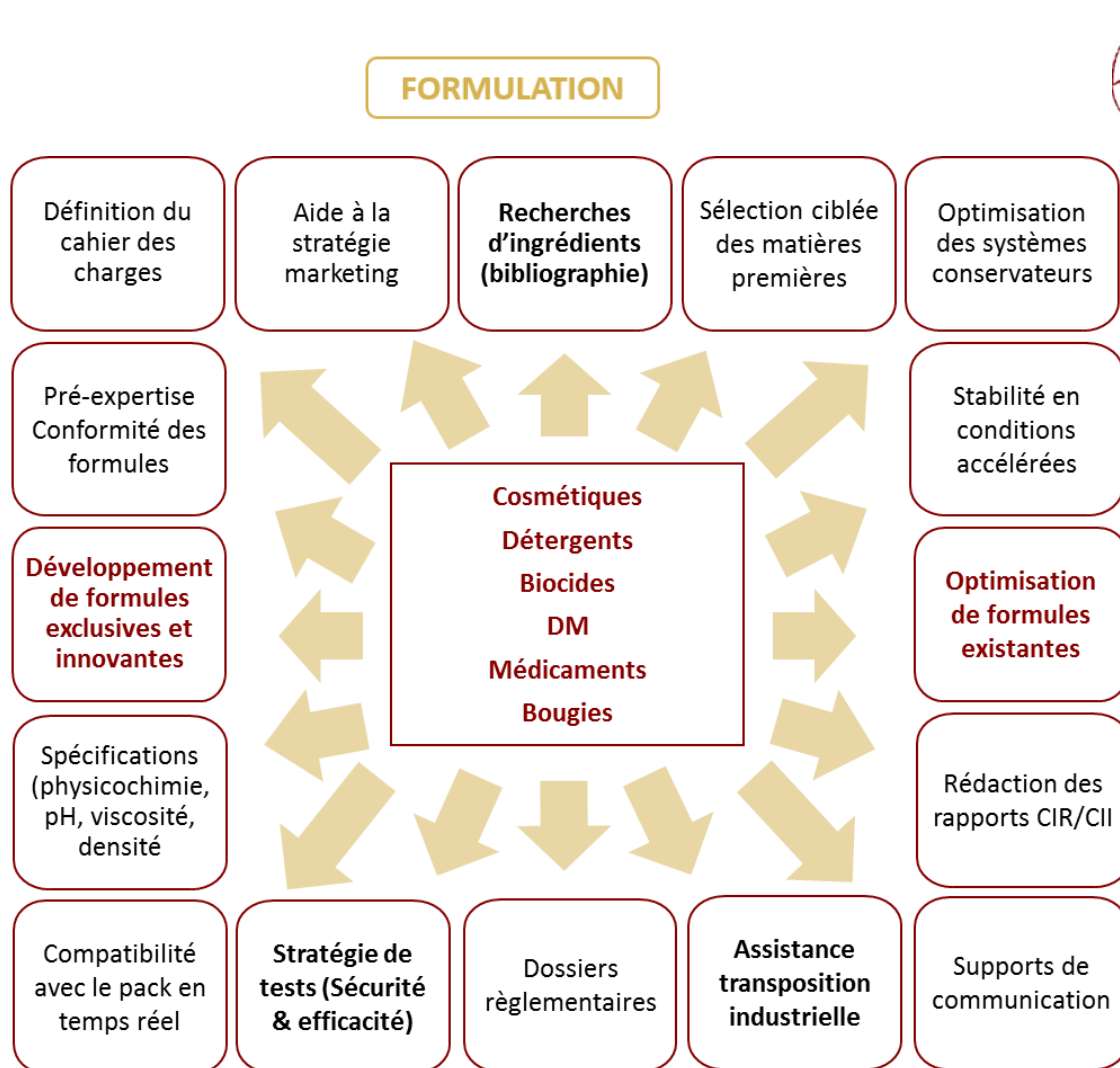 FORMULATION
Définition du
cahier des
charges
Aide à la
stratégie
marketing
Recherches
d’ingrédients
(bibliographie)
Sélection ciblée
des matières
premières
Optimisation
des systèmes
conservateurs
Pré-expertise
Conformité des
formules
Stabilité en
conditions
accélérées
Cosmétiques
Détergents
Biocides
DM
Médicaments
Bougies
Développement
de formules
exclusives et
innovantes
Optimisation
de formules
existantes
Spécifications
(physicochimie,
pH, viscosité,
densité
Rédaction des
rapports CIR/CII
Compatibilité
avec le pack en
temps réel
Stratégie de
tests (Sécurité
& efficacité)
Dossiers
règlementaires
Assistance
transposition
industrielle
Supports de
communication